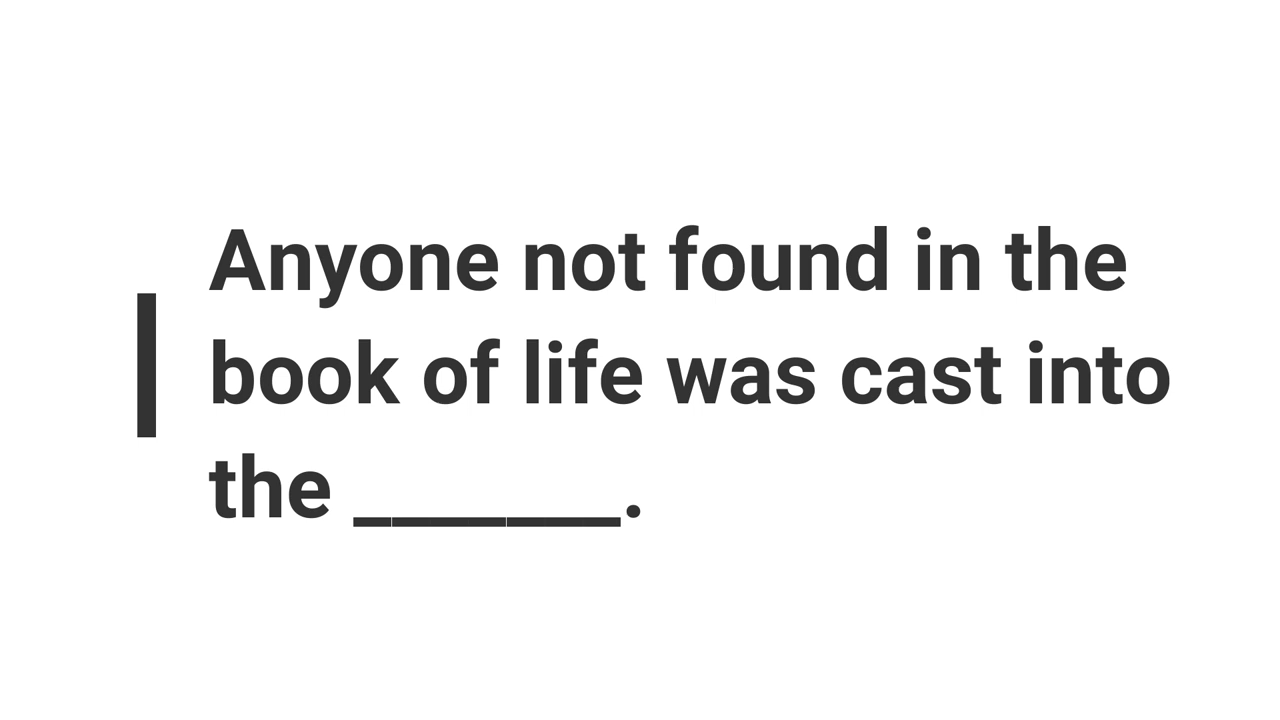 Anyone not found in the
book of life was cast into
the _______.